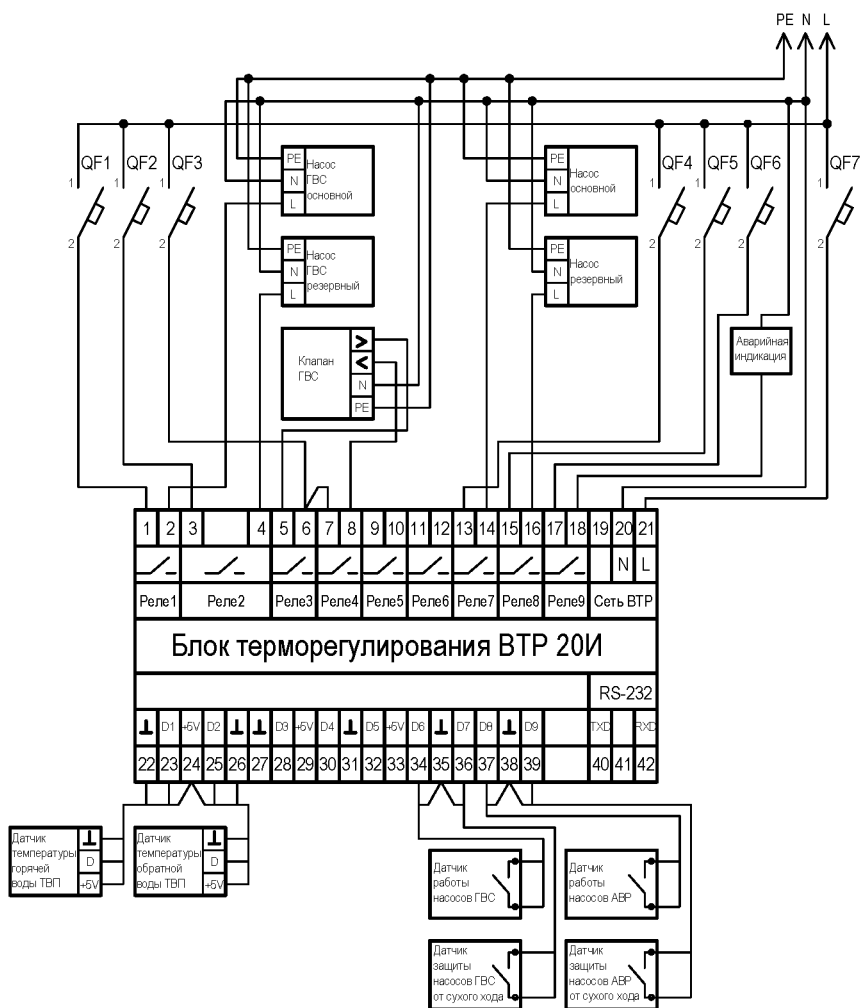 PE N L
QF1 QF2 QF3 QF4 QF5 QF6 QF7
1 1 1 1 1 1 1
2 2 2 2 2 2 2
PE
N
L
Насос
ГВС
основной
PE
N
L
Насос
основной
PE
N
L
Насос
ГВС
резервный
PE
N
L
Насос
резервный
Клапан
ГВС
>
<
N
PE
Аварийная
индикация
1 2 3 4 5 6 7 8 9 10 11 12 13 14 15 16 17 18 19 20 21
N L
Реле1 Реле2 Реле3 Реле4 Реле5 Реле6 Реле7 Реле8 Реле9 Сеть ВТР
Блок терморегулирования ВТР 20И
RS-232
⊥ D1 +5V D2 ⊥ ⊥ D3 +5V D4 ⊥ D5 +5V D6 ⊥ D7 D8 ⊥ D9 TXD RXD
22 23 24 25 26 27 28 29 30 31 32 33 34 35 36 37 38 39 40 41 42
Датчик
температуры
горячей
воды ТВП
⊥
D
+5V
Датчик
температуры
обратной
воды ТВП
⊥
D
+5V
Датчик
работы
насосов ГВС
Датчик
работы
насосов АВР
Датчик
защиты
насосов ГВС
от сухого хода
Датчик
защиты
насосов АВР
от сухого хода